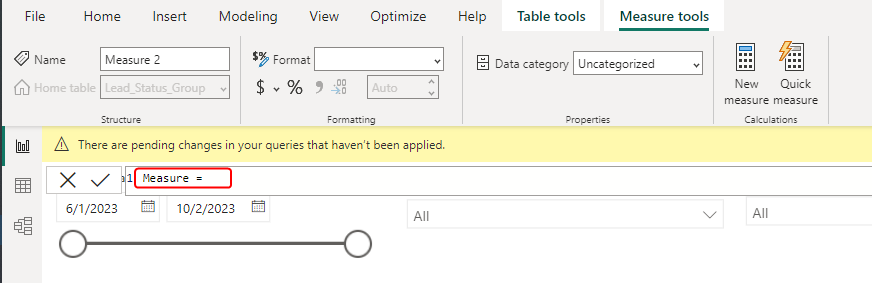 File Home Insert Modeling View Optimize Help Table tools Measure tools
Name Measure 2 $% Format Data category Uncategorized
Home table Lead_Status_Group $ % , .00 Auto New measure Quick measure
Structure Formatting Properties Calculations
There are pending changes in your queries that haven't been applied.
1 Measure =
6/1/2023 10/2/2023 All All